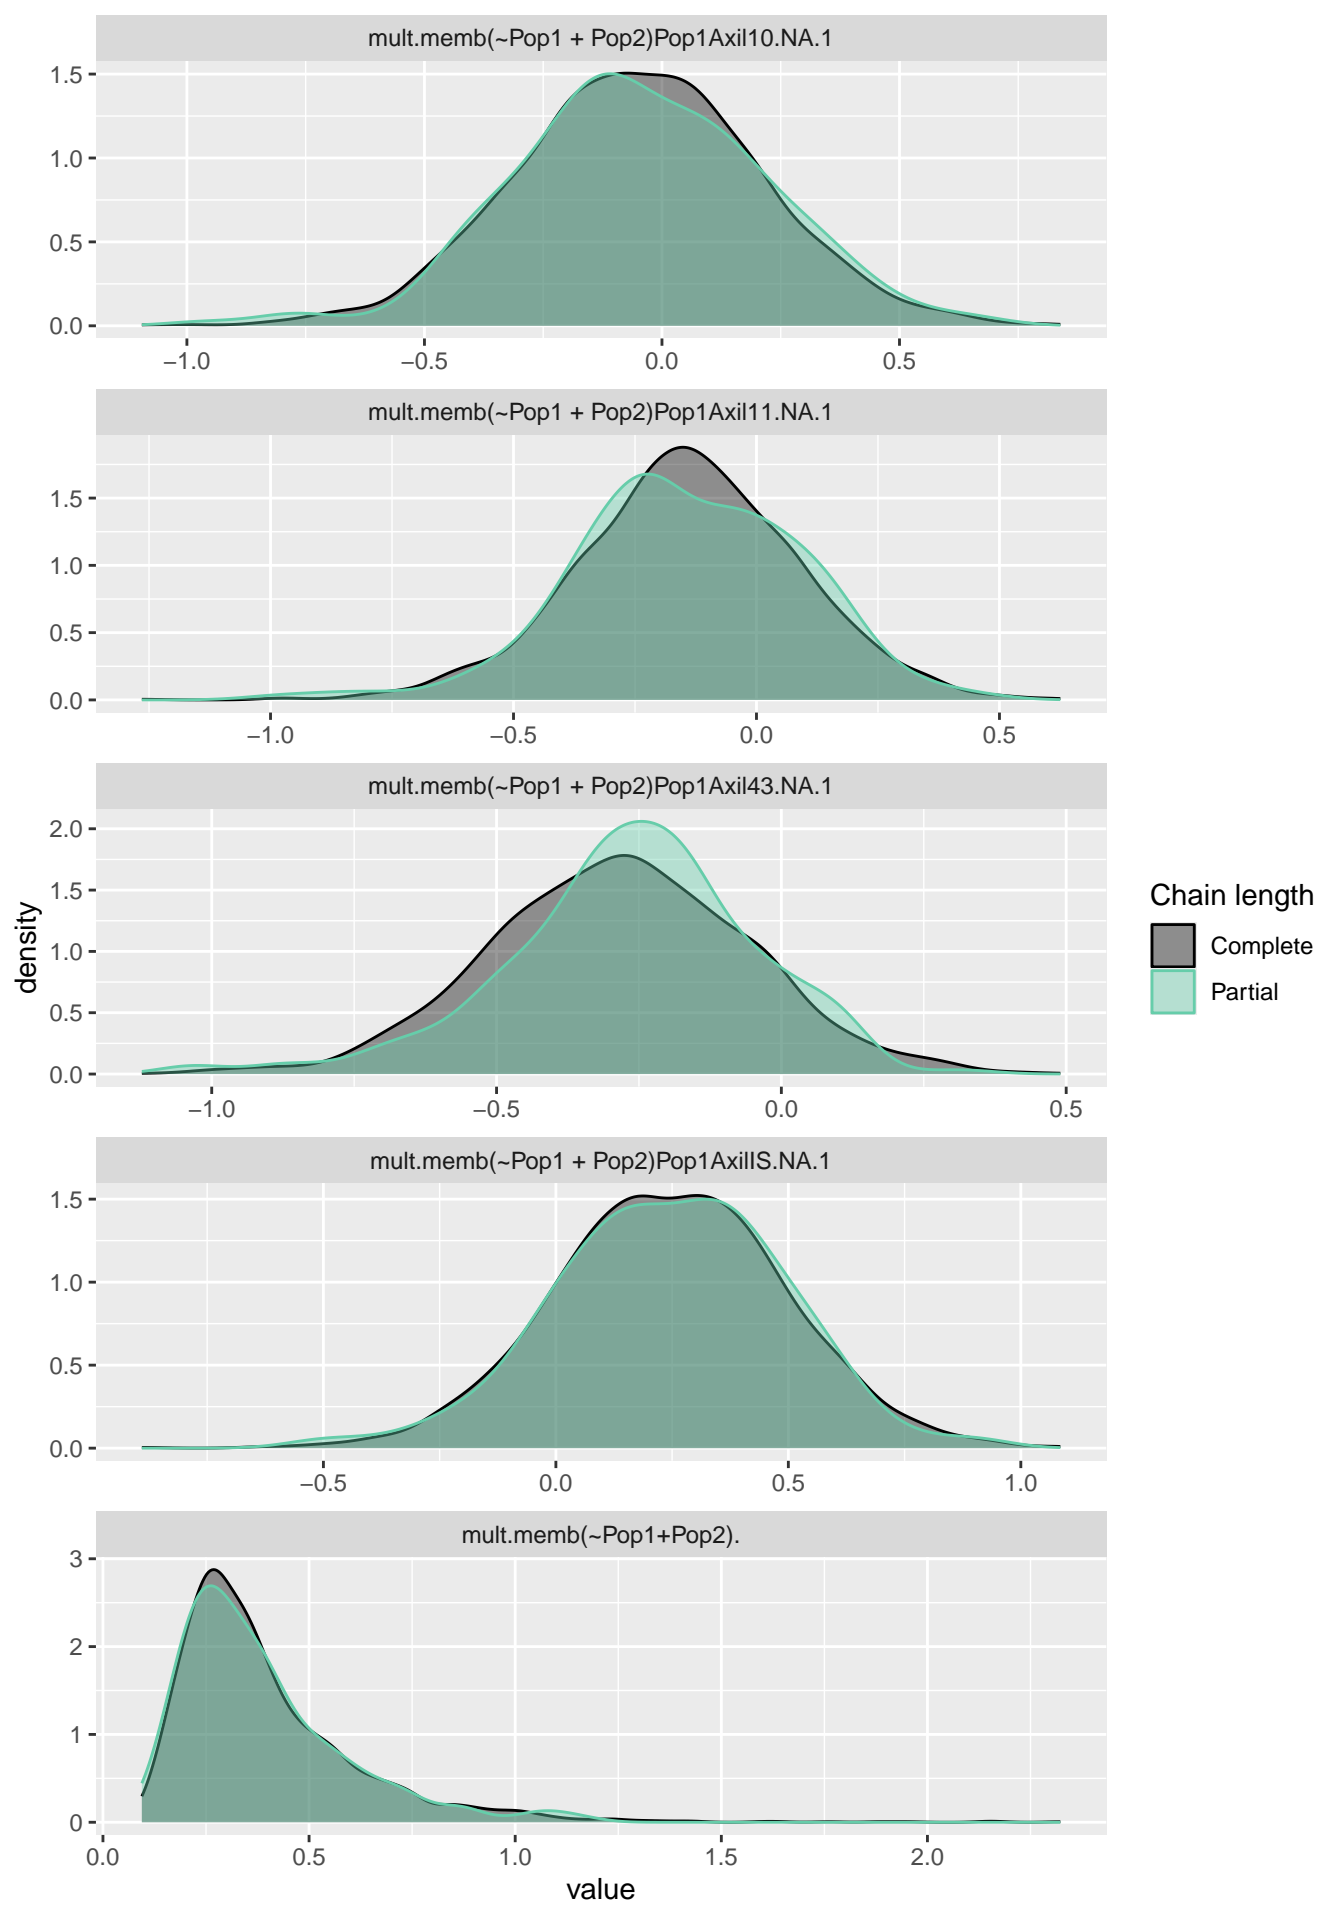 mult.memb(~Pop1 + Pop2)Pop1Axil10.NA.1
1.5
1.0
0.5
0.0
−1.0 −0.5 0.0 0.5
mult.memb(~Pop1 + Pop2)Pop1Axil11.NA.1
1.5
1.0
0.5
0.0
−1.0 −0.5 0.0 0.5
mult.memb(~Pop1 + Pop2)Pop1Axil43.NA.1
2.0
1.5
1.0
0.5
0.0
−1.0 −0.5 0.0 0.5
density
mult.memb(~Pop1 + Pop2)Pop1AxilIS.NA.1
1.5
1.0
0.5
0.0
−0.5 0.0 0.5 1.0
mult.memb(~Pop1+Pop2).
3
2
1
0
0.0 0.5 1.0 1.5 2.0
value
Chain length
Complete
Partial